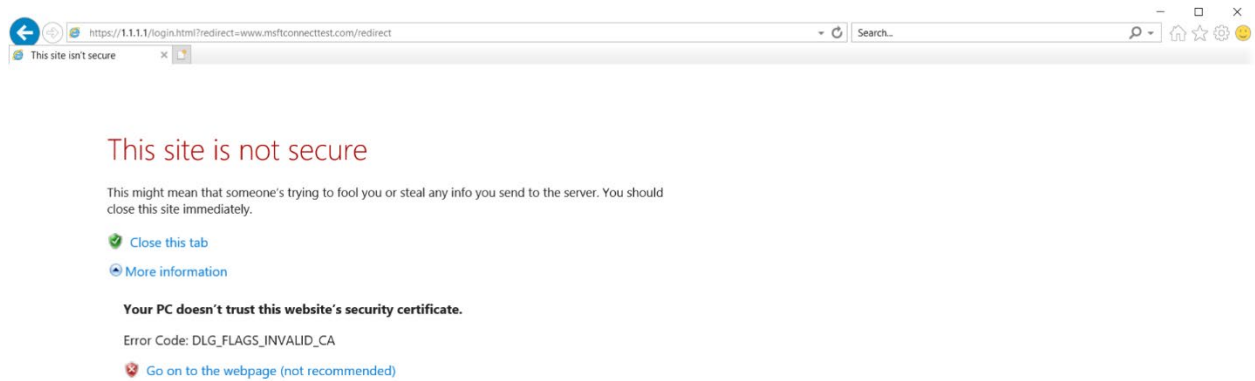 https://1.1.1.1/login.html?redirect=www.msftconnecttest.com/redirect
Search...
This site isn't secure
This site is not secure
This might mean that someone's trying to fool you or steal any info you send to the server. You should
close this site immediately.
Close this tab
More information
Your PC doesn't trust this website's security certificate.
Error Code: DLG_FLAGS_INVALID_CA
Go on to the webpage (not recommended)